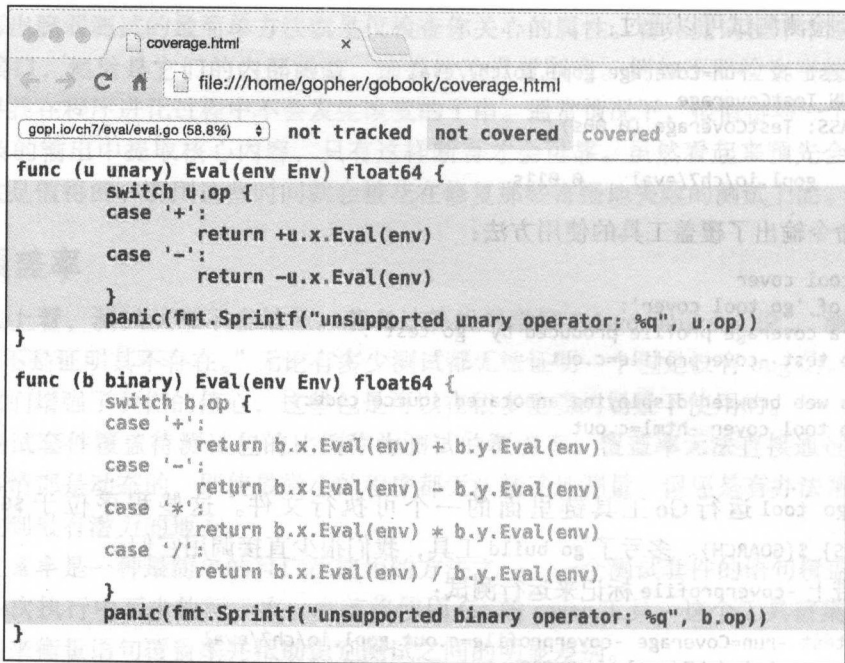 coverage.html ×
file:///home/gopher/gobook/coverage.html
gopl.io/ch7/eval/eval.go (58.8%) not tracked not covered covered
func (u unary) Eval(env Env) float64 {
switch u.op {
case '+':
return +u.x.Eval(env)
case '-':
return -u.x.Eval(env)
}
panic(fmt.Sprintf("unsupported unary operator: %q", u.op))
}
func (b binary) Eval(env Env) float64 {
switch b.op {
case '+':
return b.x.Eval(env) + b.y.Eval(env)
case '-':
return b.x.Eval(env) - b.y.Eval(env)
case '*':
return b.x.Eval(env) * b.y.Eval(env)
case '/':
return b.x.Eval(env) / b.y.Eval(env)
}
panic(fmt.Sprintf("unsupported binary operator: %q", b.op))
}